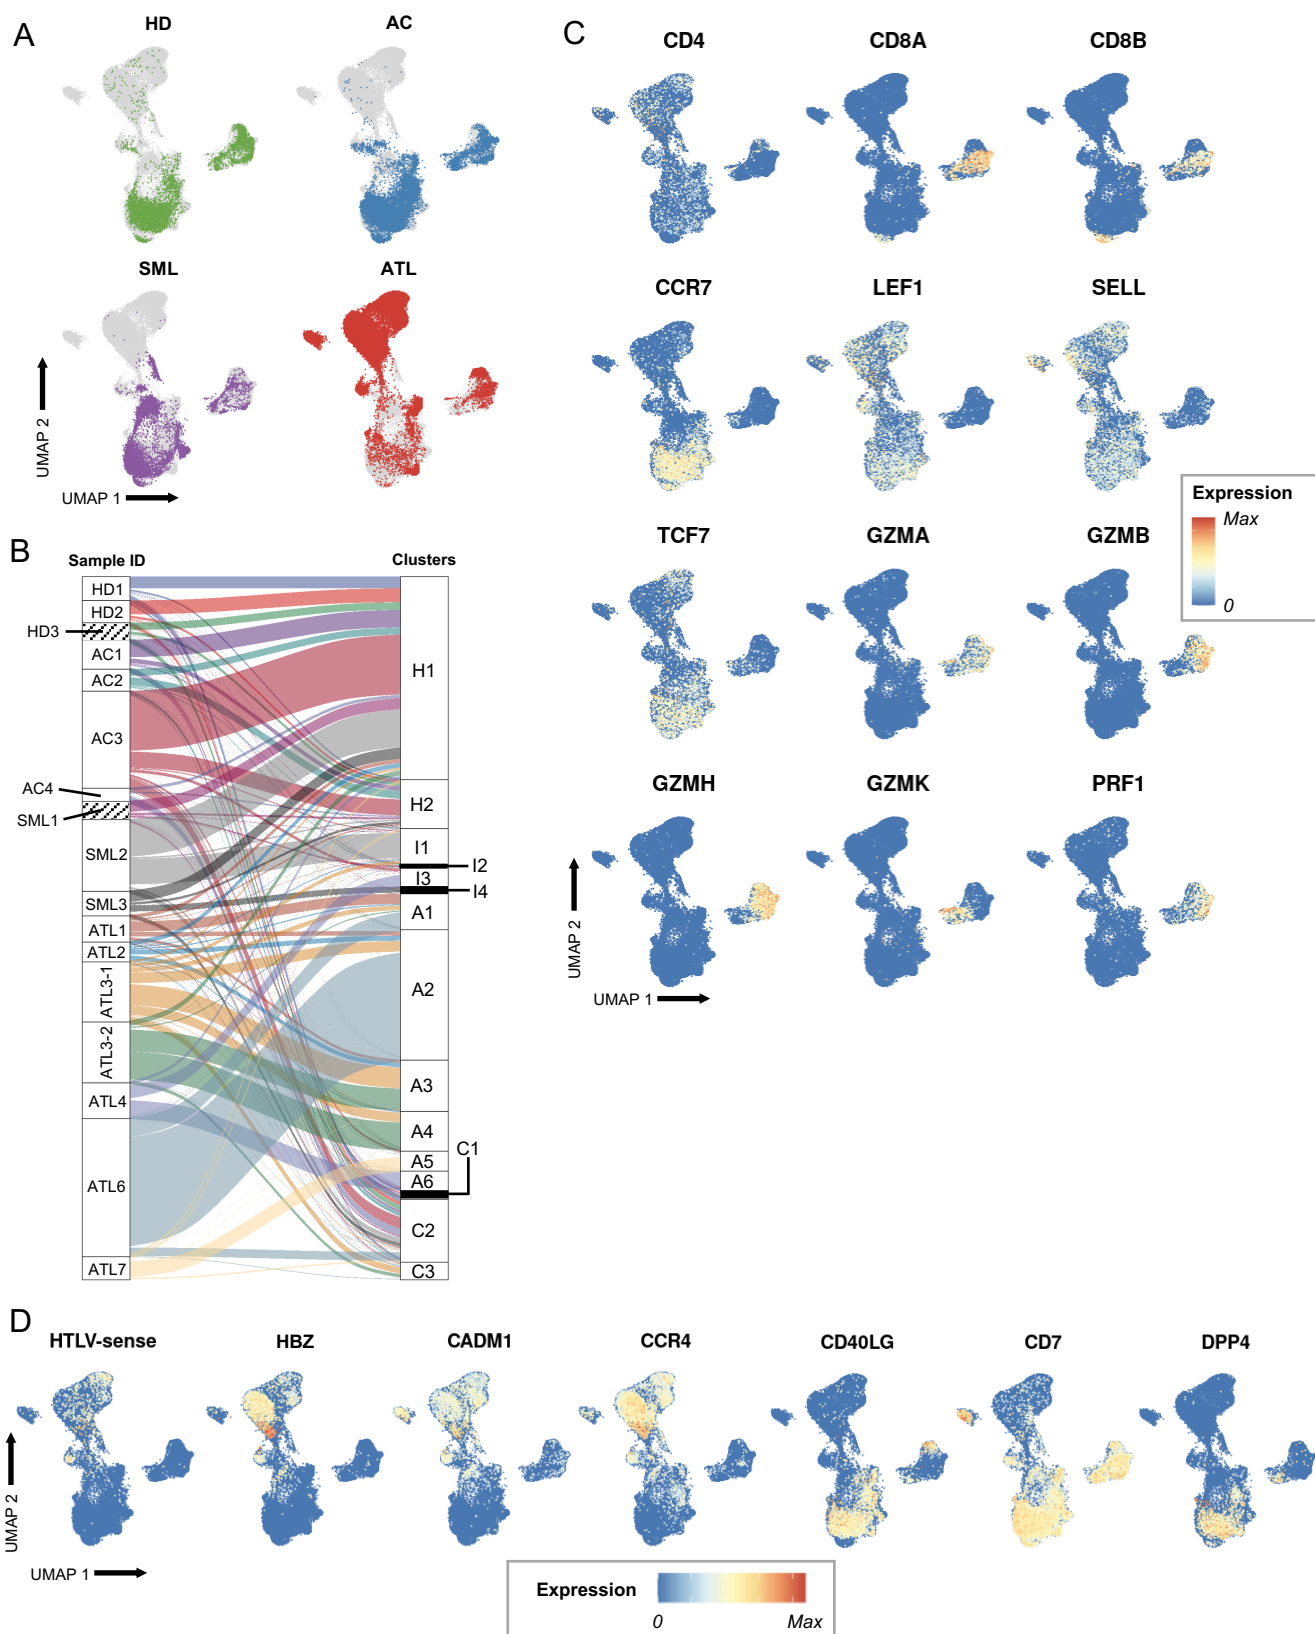 A
HD
AC
SML
ATL
UMAP 2
UMAP 1
B
Sample ID
Clusters
HD1
HD2
HD3
AC1
AC2
AC3
AC4
SML1
SML2
SML3
ATL1
ATL2
ATL3-1
ATL3-2
ATL4
ATL6
ATL7
H1
H2
I1
I2
I3
I4
A1
A2
A3
A4
C1
A5
A6
C2
C3
C
CD4
CD8A
CD8B
CCR7
LEF1
SELL
Expression
Max
0
TCF7
GZMA
GZMB
GZMH
GZMK
PRF1
UMAP 2
UMAP 1
D
HTLV-sense
HBZ
CADM1
CCR4
CD40LG
CD7
DPP4
UMAP 2
UMAP 1
Expression
0
Max